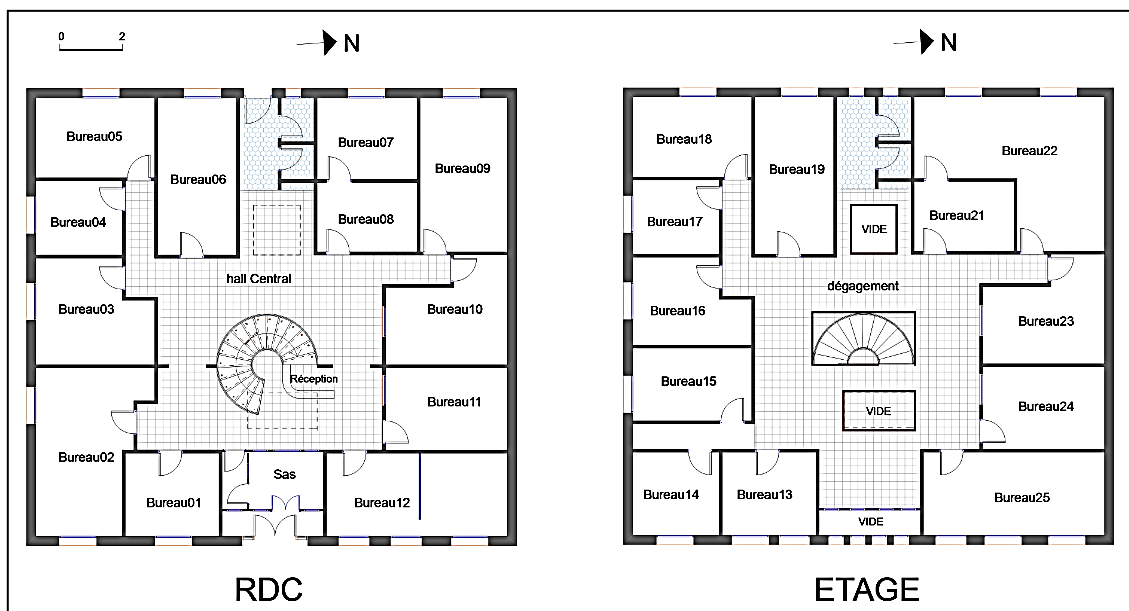 0 2
N
N
Bureau05
Bureau06
Bureau07
Bureau09
Bureau04
Bureau08
hall Central
Bureau03
Bureau10
Réception
Bureau11
Bureau02
Sas
Bureau01
Bureau12
RDC
Bureau18
Bureau19
Bureau22
Bureau17
Bureau21
VIDE
dégagement
Bureau16
Bureau23
Bureau15
VIDE
Bureau24
Bureau14
Bureau13
Bureau25
VIDE
ETAGE